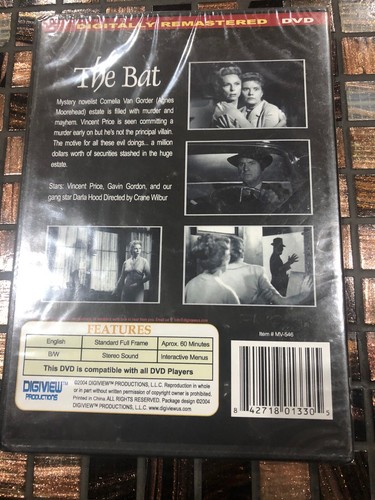 DIGITALLY REMASTERED DVD
The Bat
Mystery novelist Cornelia Van Gorder (Agnes
Moorehead) estate is filled with murder and
mayhem. Vincent Price is seen committing a
murder early on but he's not the principal villain.
The motive for all these evil doings... a million
dollars worth of securities stashed in the huge
estate.
Stars: Vincent Price, Gavin Gordon, and our
gang star Darla Hood Directed by Crane Wilbur
Item # MV-546
FEATURES
English Standard Full Frame Aprox. 60 Minutes
B/W Stereo Sound Interactive Menus
This DVD is compatible with all DVD Players
DIGIVIEW™
PRODUCTIONS
©2004 DIGIVIEW PRODUCTIONS, L.L.C. Reproduction in whole
or in part without written permission of copyright owner is prohibited.
Printed in China. ALL RIGHTS RESERVED. Package design ©2004
DIGIVIEW PRODUCTIONS, L.L.C. www.digiviewus.com
8 42718 01330 5